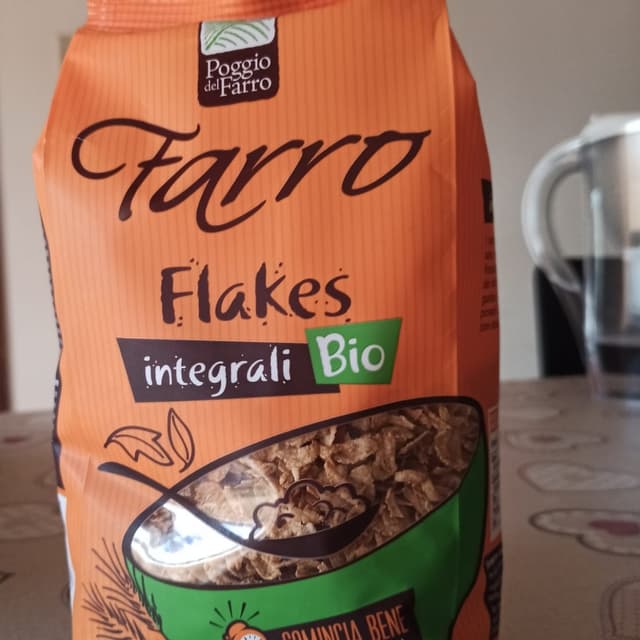 Poggio
del Farro
Farro
Flakes
integrali Bio
COMINCIA BENE